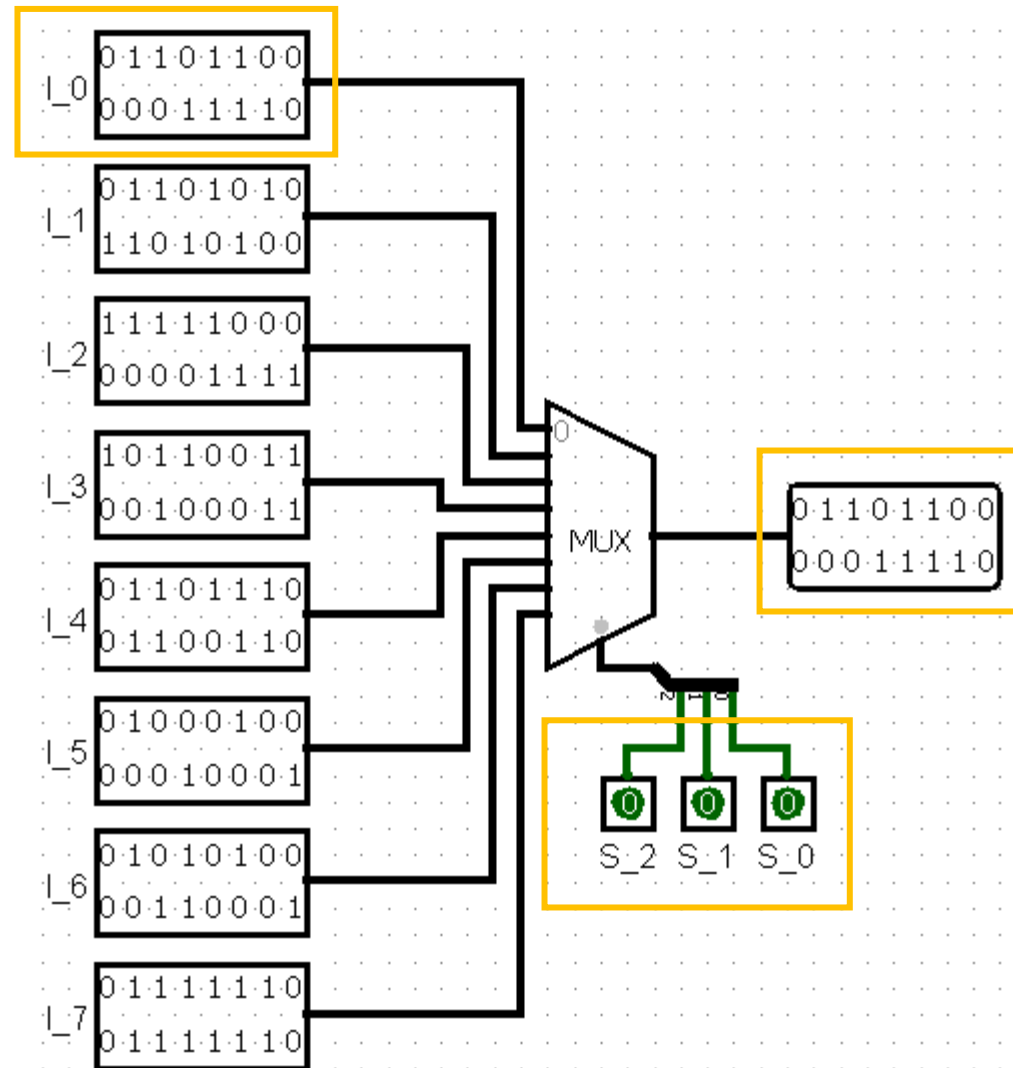 I_0
0 1 1 0 1 1 0 0
0 0 0 1 1 1 1 0
I_1
0 1 1 0 1 0 1 0
1 1 0 1 0 1 0 0
I_2
1 1 1 1 1 0 0 0
0 0 0 0 1 1 1 1
I_3
1 0 1 1 0 0 1 1
0 0 1 0 0 0 1 1
I_4
0 1 1 0 1 1 1 0
0 1 1 0 0 1 1 0
I_5
0 1 0 0 0 1 0 0
0 0 0 1 0 0 0 1
I_6
0 1 0 1 0 1 0 0
0 0 1 1 0 0 0 1
I_7
0 1 1 1 1 1 1 0
0 1 1 1 1 1 1 0
0
MUX
0 1 1 0 1 1 0 0
0 0 0 1 1 1 1 0
2 1 0
0 0 0
S_2 S_1 S_0